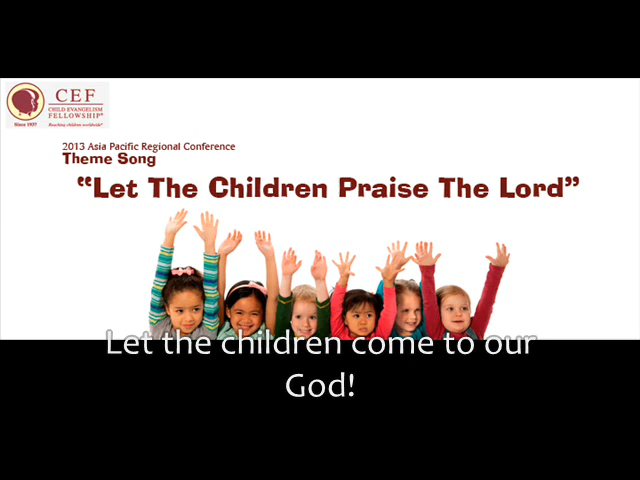 CEF
CHILD EVANGELISM
FELLOWSHIP®
Since 1937
Reaching children worldwide®
2013 Asia Pacific Regional Conference
Theme Song
“Let The Children Praise The Lord”
Let the children come to our
God!